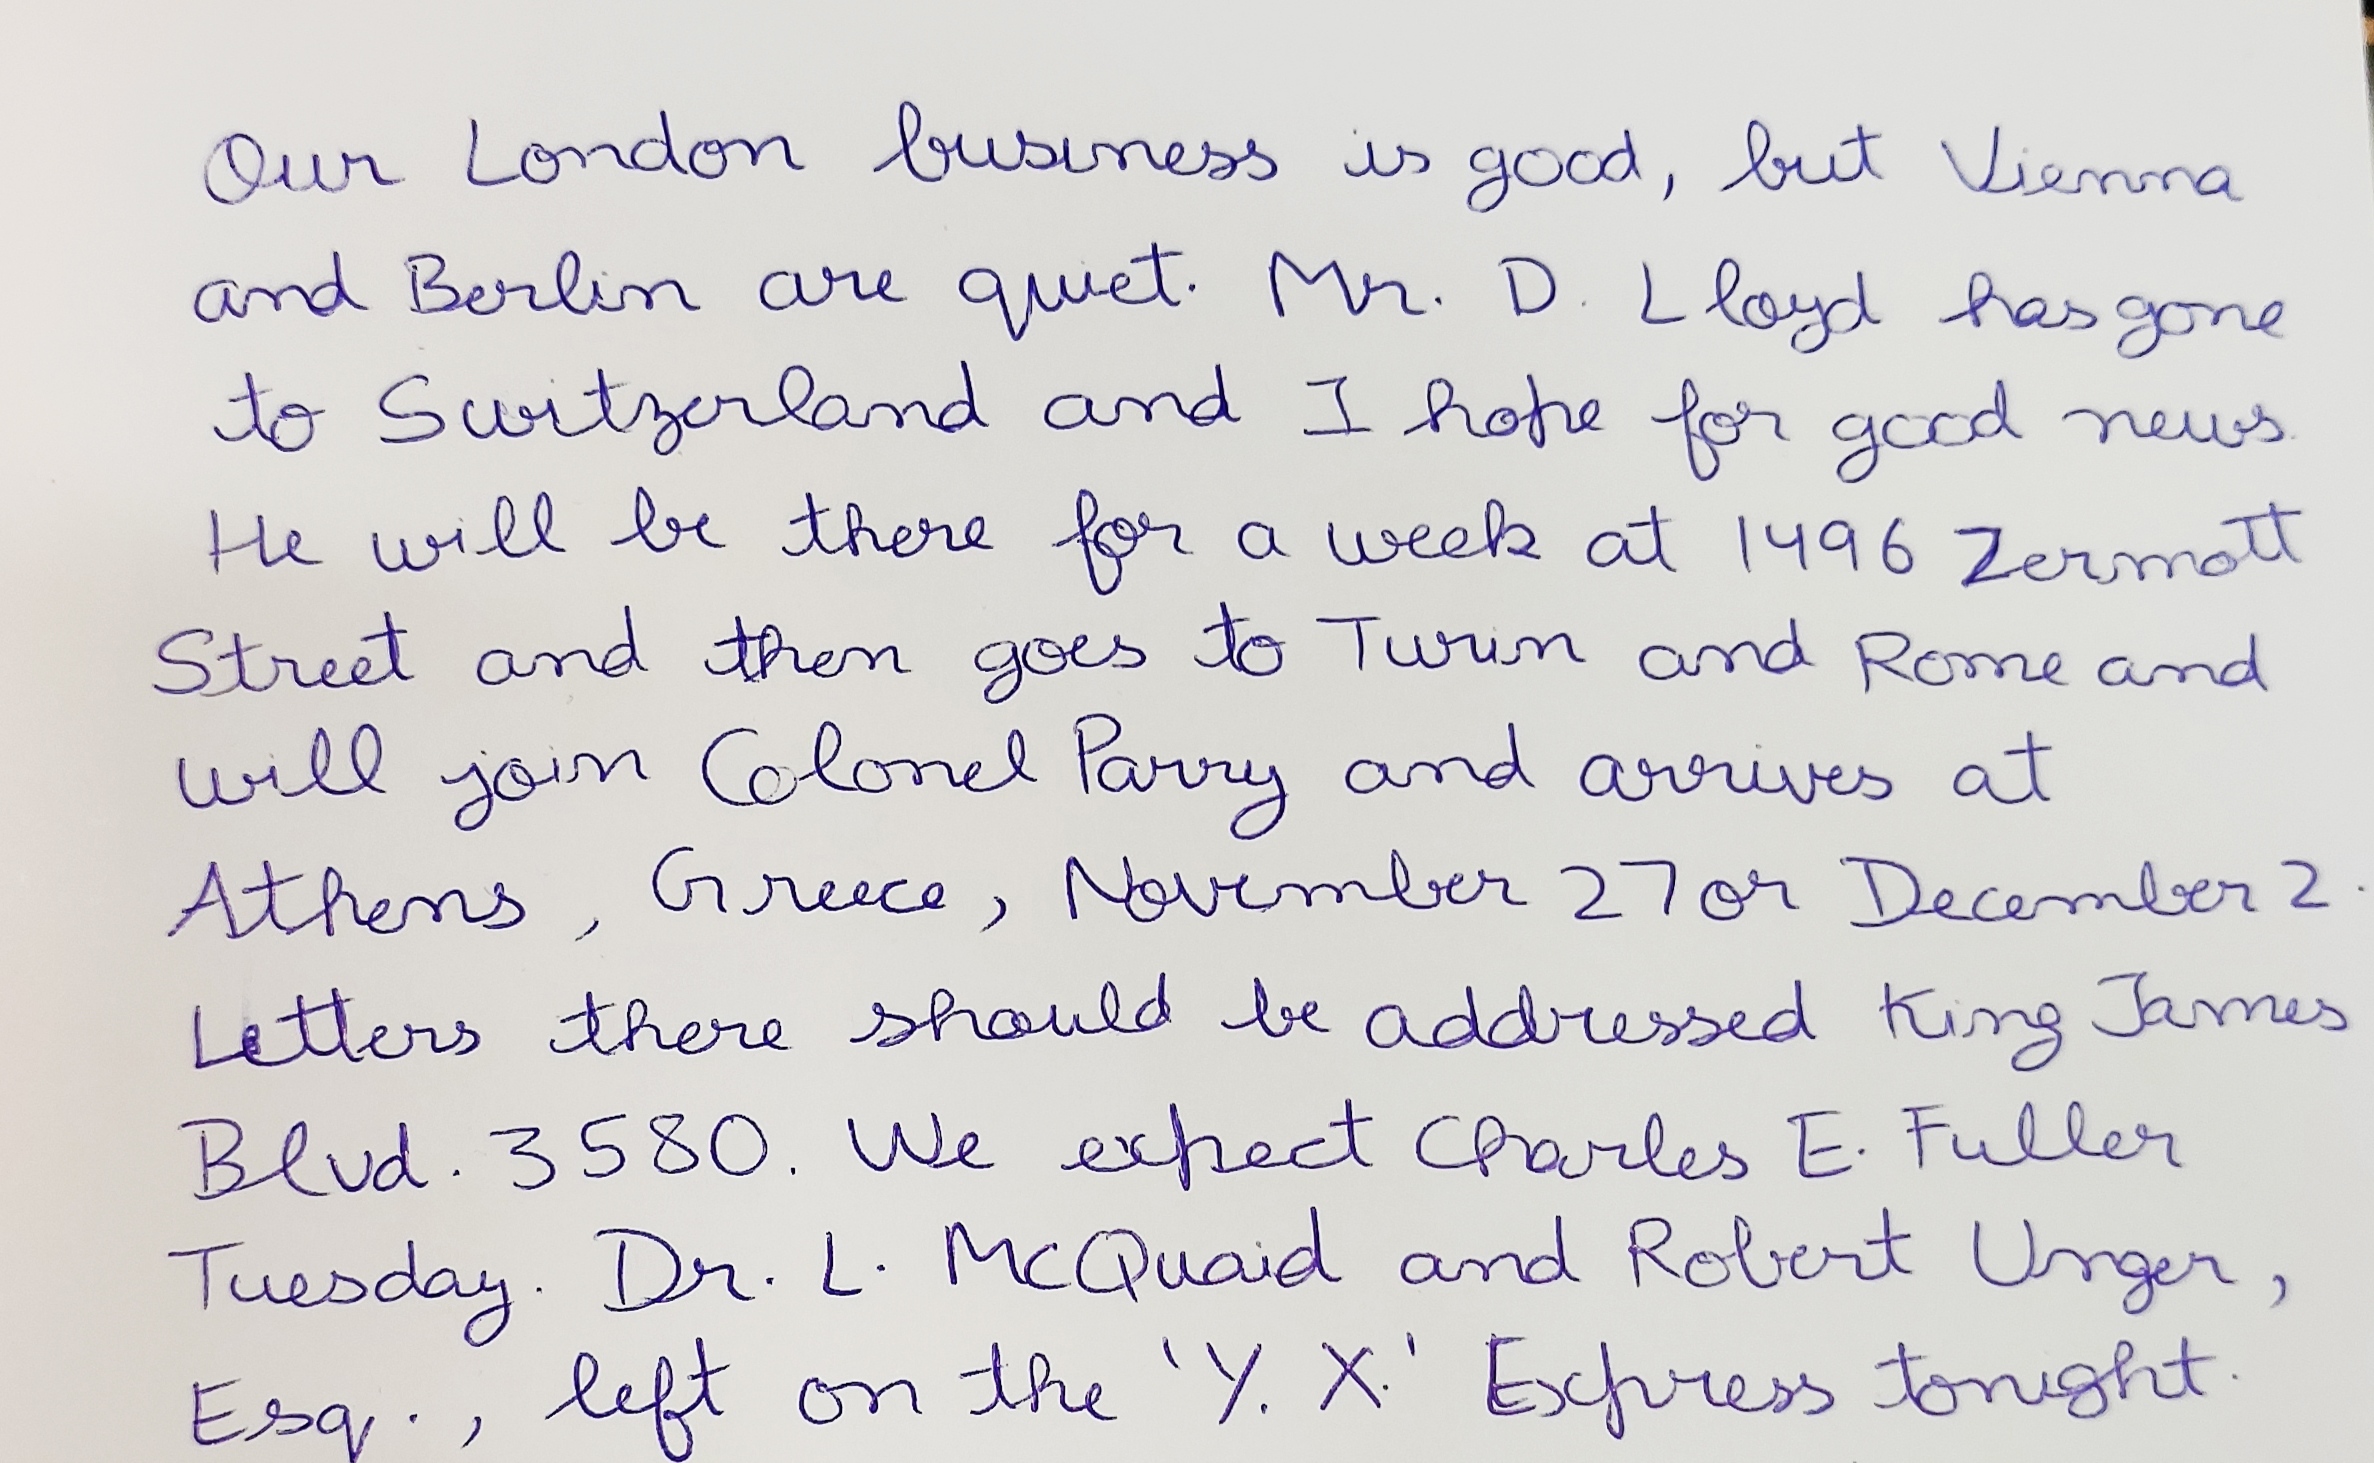 Our London business is good, but Vienna
and Berlin are quiet. Mr. D. Lloyd has gone
to Switzerland and I hope for good news.
He will be there for a week at 1496 Zermott
Street and then goes to Turin and Rome and
will join Colonel Parry and arrives at
Athens, Greece, November 27 or December 2.
Letters there should be addressed King James
Blvd. 3580. We expect Charles E. Fuller
Tuesday. Dr. L. McQuaid and Robert Unger,
Esq., left on the 'Y. X.' Express tonight.